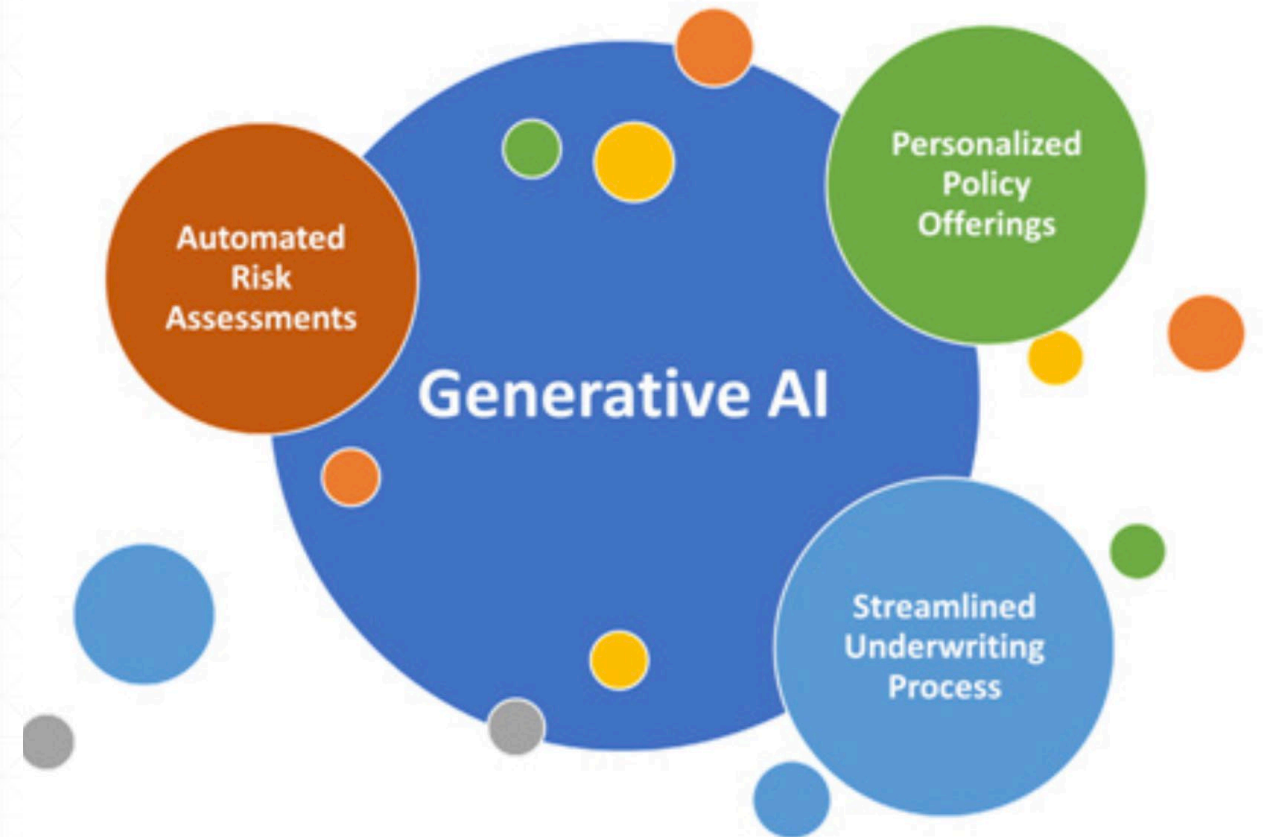 Personalized
Policy
Offerings
Automated
Risk
Assessments
Generative AI
Streamlined
Underwriting
Process